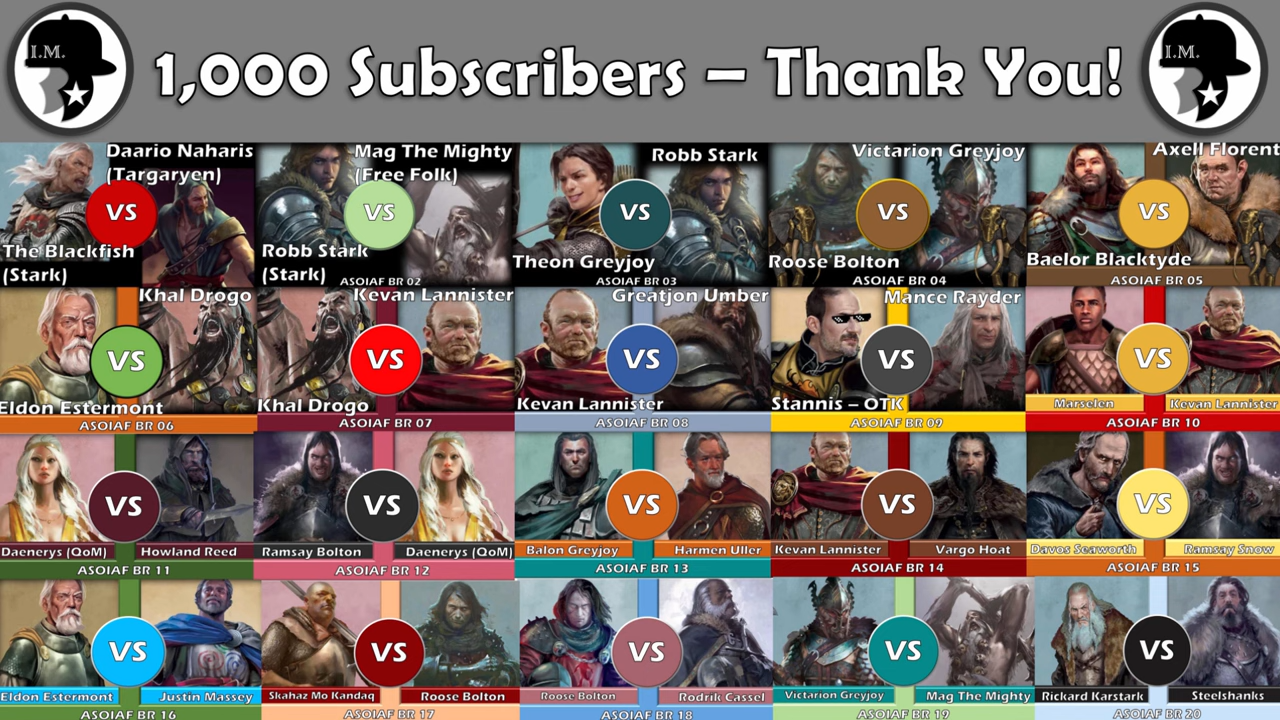 I.M.
1,000 Subscribers – Thank You!
I.M.
Daario Naharis
(Targaryen)
VS
The Blackfish
(Stark)
Mag The Mighty
(Free Folk)
VS
Robb Stark
(Stark)
ASOIAF BR 02
Robb Stark
VS
Theon Greyjoy
ASOIAF BR 03
Victarion Greyjoy
VS
Roose Bolton
ASOIAF BR 04
Axell Florent
VS
Baelor Blacktyde
ASOIAF BR 05
Khal Drogo
VS
Eldon Estermont
ASOIAF BR 06
Kevan Lannister
VS
Khal Drogo
ASOIAF BR 07
Greatjon Umber
VS
Kevan Lannister
ASOIAF BR 08
Mance Rayder
VS
Stannis – OTK
ASOIAF BR 09
VS
Marselen
Kevan Lannister
ASOIAF BR 10
VS
Daenerys (QoM)
Howland Reed
ASOIAF BR 11
VS
Ramsay Bolton
Daenerys (QoM)
ASOIAF BR 12
VS
Balon Greyjoy
Harmen Uller
ASOIAF BR 13
VS
Kevan Lannister
Vargo Hoat
ASOIAF BR 14
VS
Davos Seaworth
Ramsay Snow
ASOIAF BR 15
VS
Eldon Estermont
Justin Massey
ASOIAF BR 16
VS
Skahaz Mo Kandaq
Roose Bolton
ASOIAF BR 17
VS
Roose Bolton
Rodrik Cassel
ASOIAF BR 18
VS
Victarion Greyjoy
Mag The Mighty
ASOIAF BR 19
VS
Rickard Karstark
Steelshanks
ASOIAF BR 20